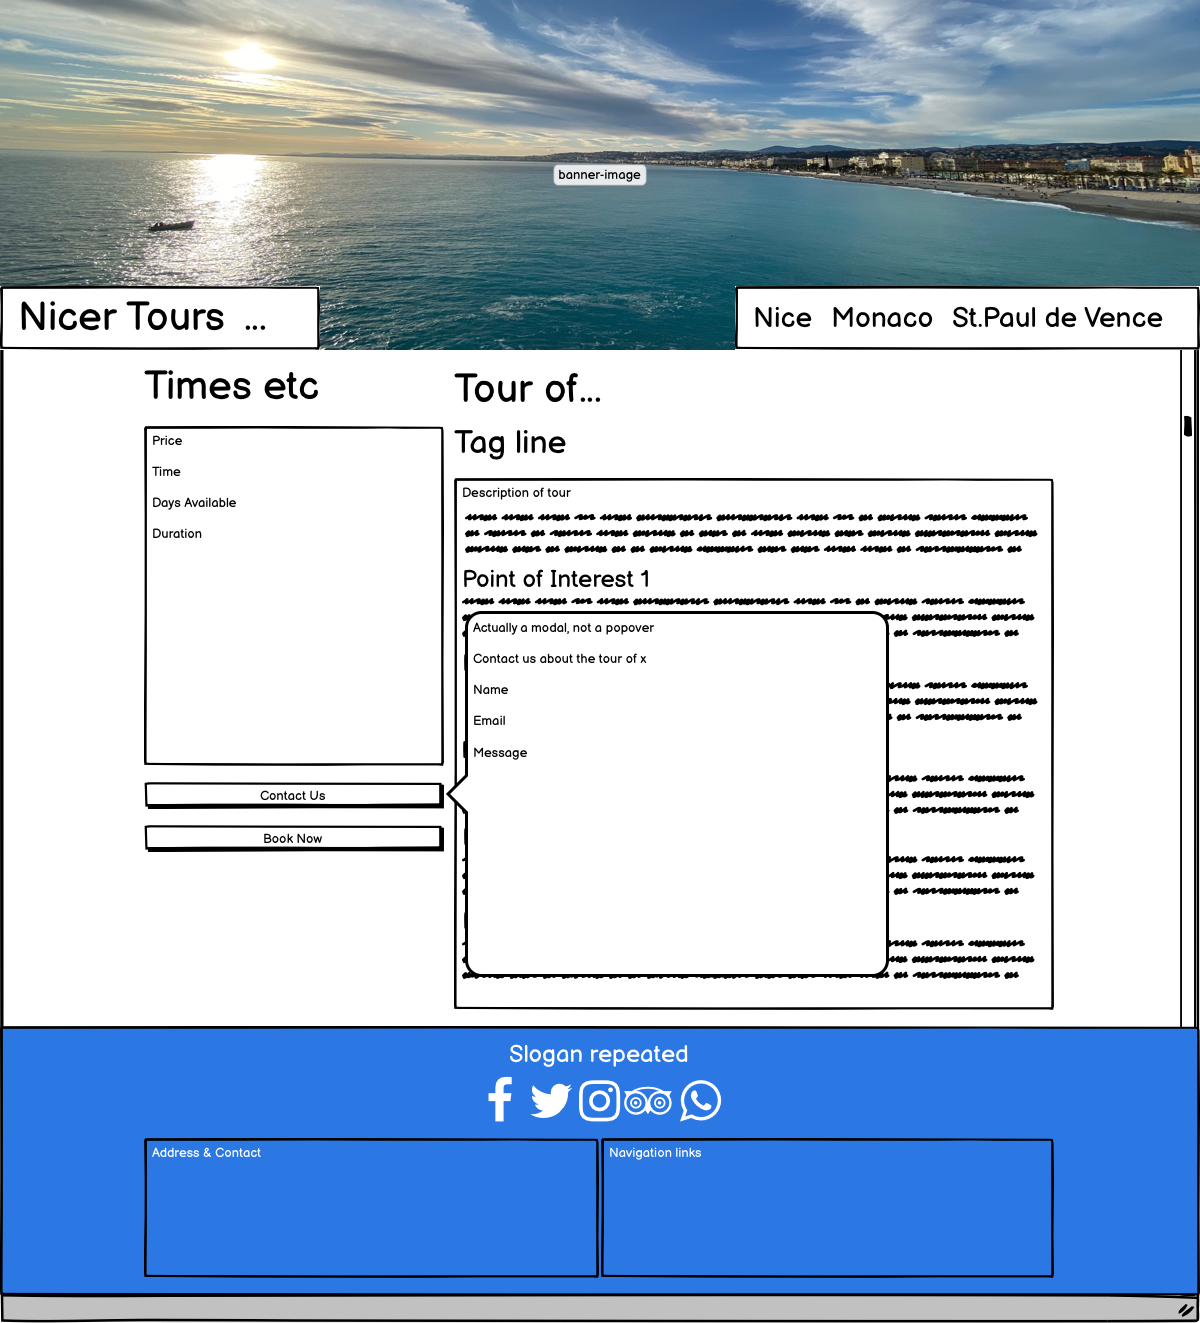 banner-image
Nicer Tours ...
Nice Monaco St.Paul de Vence
Times etc
Price
Time
Days Available
Duration
Contact Us
Book Now
Tour of...
Tag line
Description of tour
Point of Interest 1
Actually a modal, not a popover
Contact us about the tour of x
Name
Email
Message
Slogan repeated
Address & Contact
Navigation links